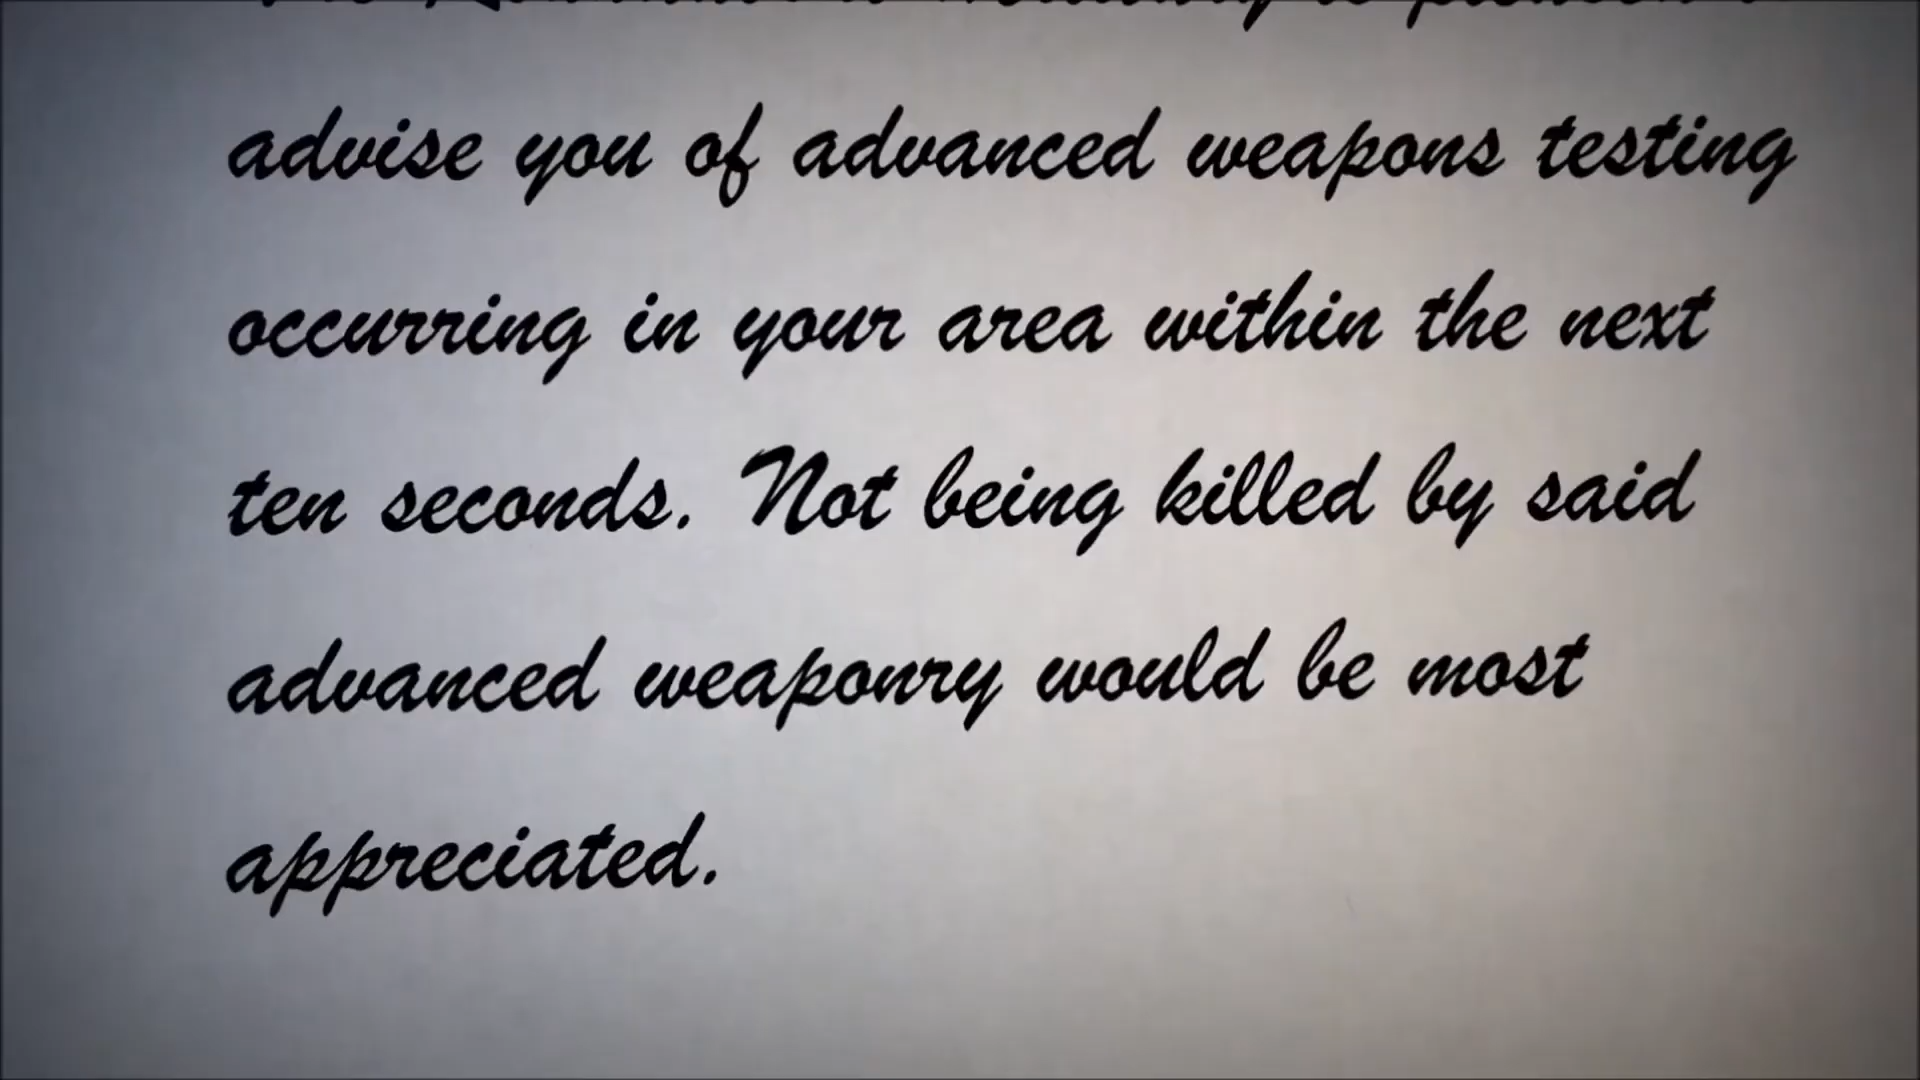 advise you of advanced weapons testing
occurring in your area within the next
ten seconds. Not being killed by said
advanced weaponry would be most
appreciated.